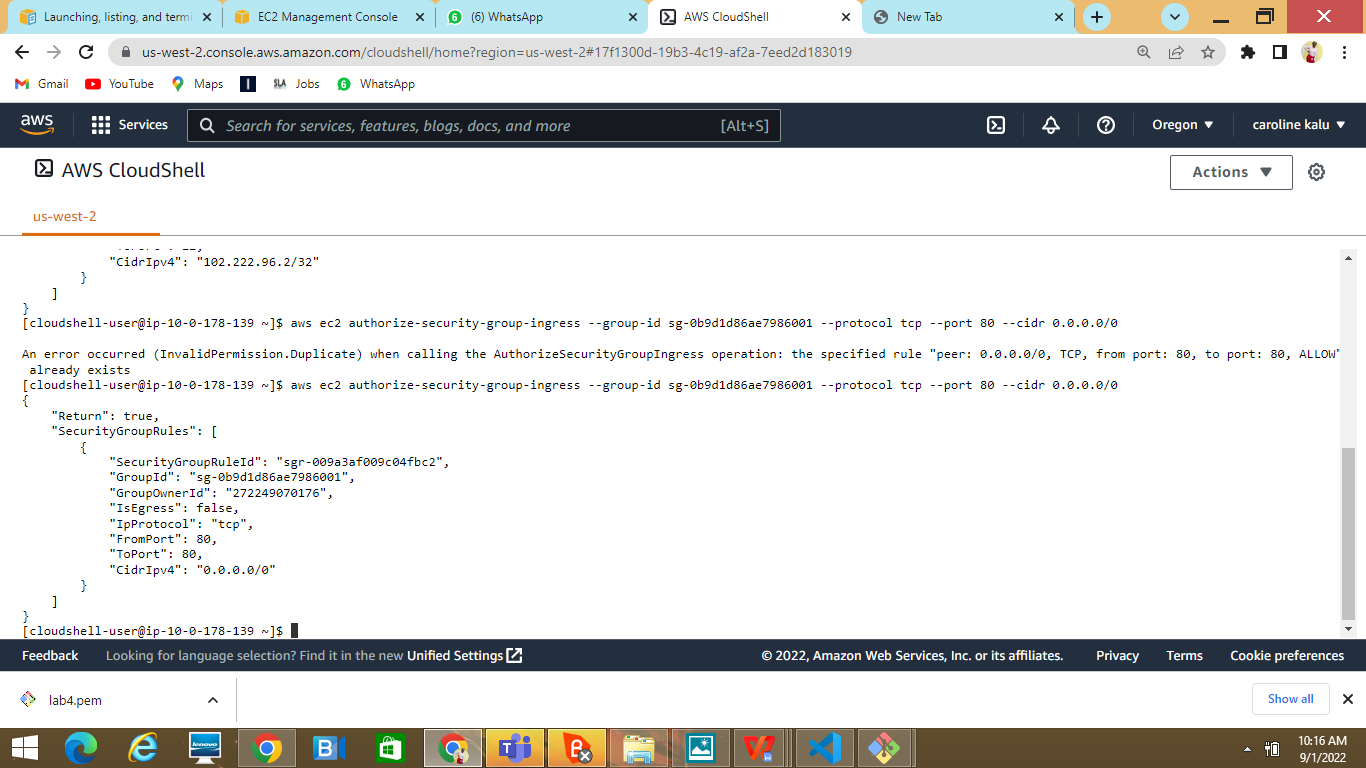 Launching, listing, and termi
EC2 Management Console
(6) WhatsApp
AWS CloudShell
New Tab
us-west-2.console.aws.amazon.com/cloudshell/home?region=us-west-2#17f1300d-19b3-4c19-af2a-7eed2d183019
Gmail
YouTube
Maps
SLA Jobs
6 WhatsApp
aws
Services
Search for services, features, blogs, docs, and more
[Alt+S]
Oregon
caroline kalu
AWS CloudShell
Actions
us-west-2
"CidrIpv4": "102.222.96.2/32"
}
]
}
[cloudshell-user@ip-10-0-178-139 ~]$ aws ec2 authorize-security-group-ingress --group-id sg-0b9d1d86ae7986001 --protocol tcp --port 80 --cidr 0.0.0.0/0
An error occurred (InvalidPermission.Duplicate) when calling the AuthorizeSecurityGroupIngress operation: the specified rule "peer: 0.0.0.0/0, TCP, from port: 80, to port: 80, ALLOW"
already exists
[cloudshell-user@ip-10-0-178-139 ~]$ aws ec2 authorize-security-group-ingress --group-id sg-0b9d1d86ae7986001 --protocol tcp --port 80 --cidr 0.0.0.0/0
{
"Return": true,
"SecurityGroupRules": [
{
"SecurityGroupRuleId": "sgr-009a3af009c04fbc2",
"GroupId": "sg-0b9d1d86ae7986001",
"GroupOwnerId": "272249070176",
"IsEgress": false,
"IpProtocol": "tcp",
"FromPort": 80,
"ToPort": 80,
"CidrIpv4": "0.0.0.0/0"
}
]
}
[cloudshell-user@ip-10-0-178-139 ~]$
Feedback
Looking for language selection? Find it in the new Unified Settings
© 2022, Amazon Web Services, Inc. or its affiliates.
Privacy
Terms
Cookie preferences
lab4.pem
Show all
10:16 AM
9/1/2022